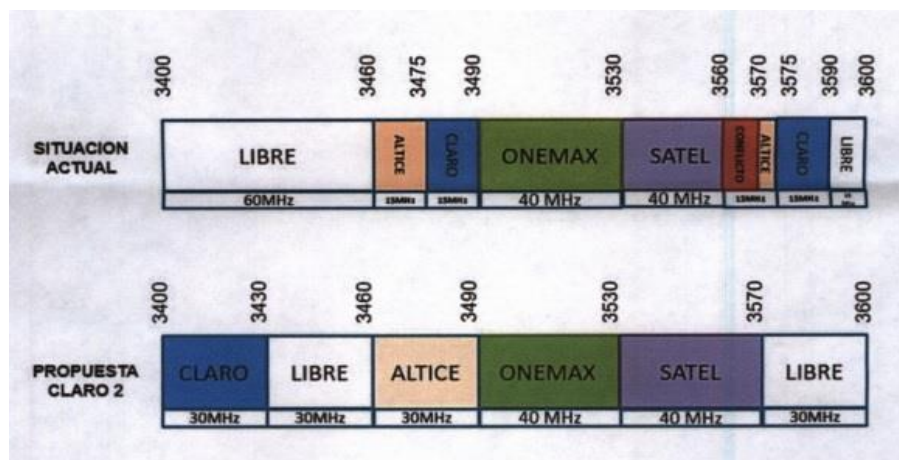 3400 3460 3475 3490 3530 3560 3570 3575 3590 3600
SITUACION
ACTUAL
LIBRE ALTICE CLARO ONEMAX SATEL CONFLICTO ALTICE CLARO LIBRE
60MHz 15MHz 15MHz 40 MHz 40 MHz 15MHz 15MHz
3400 3430 3460 3490 3530 3570 3600
PROPUESTA
CLARO 2
CLARO LIBRE ALTICE ONEMAX SATEL LIBRE
30MHz 30MHz 30MHz 40 MHz 40 MHz 30MHz